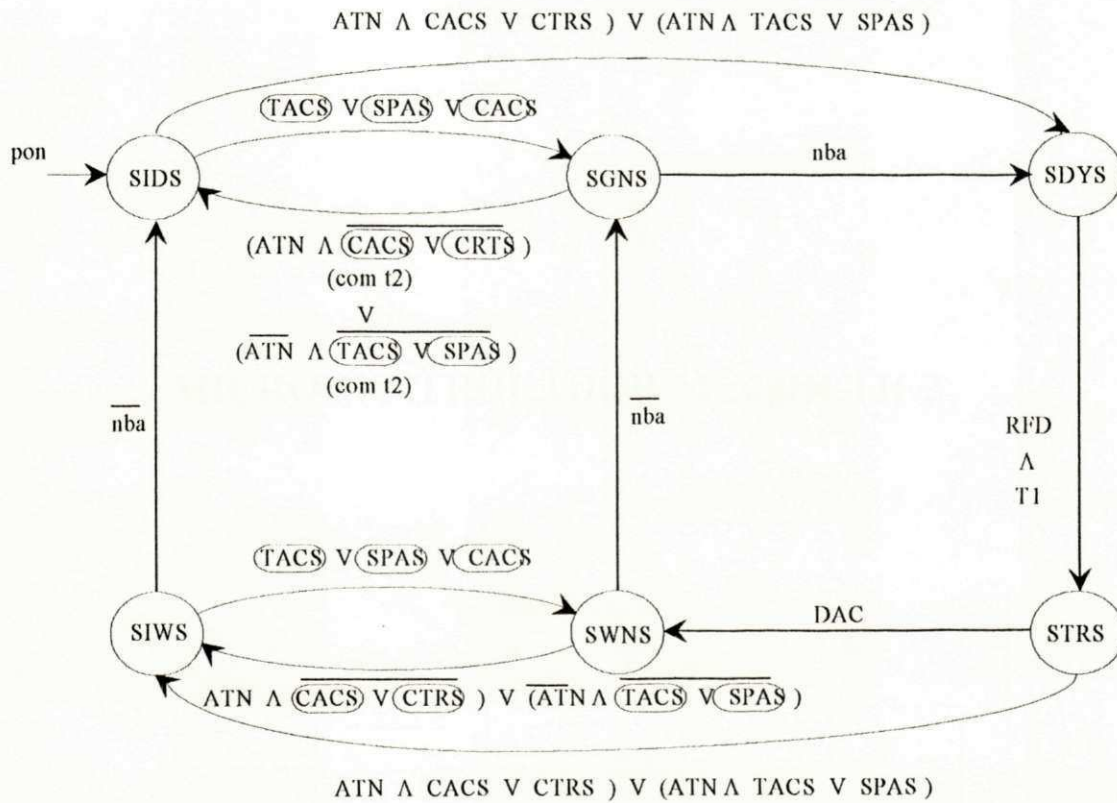 ATN Λ CACS V CTRS ) V (ATN Λ TACS V SPAS )
TACS V SPAS V CACS
pon
SIDS
SGNS
nba
SDYS
(ATN Λ CACS V CRTS )
(com t2)
V
(ATN Λ TACS V SPAS )
(com t2)
nba
nba
RFD
Λ
T1
TACS V SPAS V CACS
SIWS
SWNS
DAC
STRS
ATN Λ CACS V CTRS ) V (ATN Λ TACS V SPAS )
ATN Λ CACS V CTRS ) V (ATN Λ TACS V SPAS )